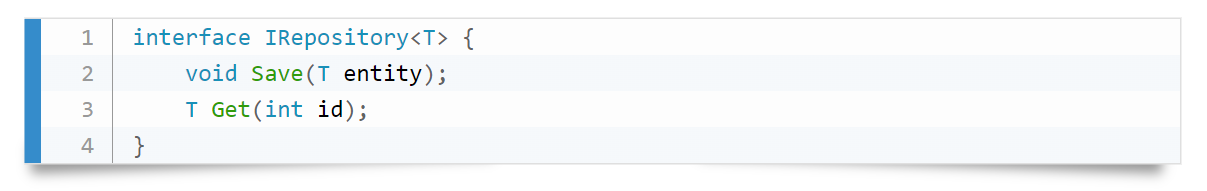 1 interface IRepository<T> {
2     void Save(T entity);
3     T Get(int id);
4 }